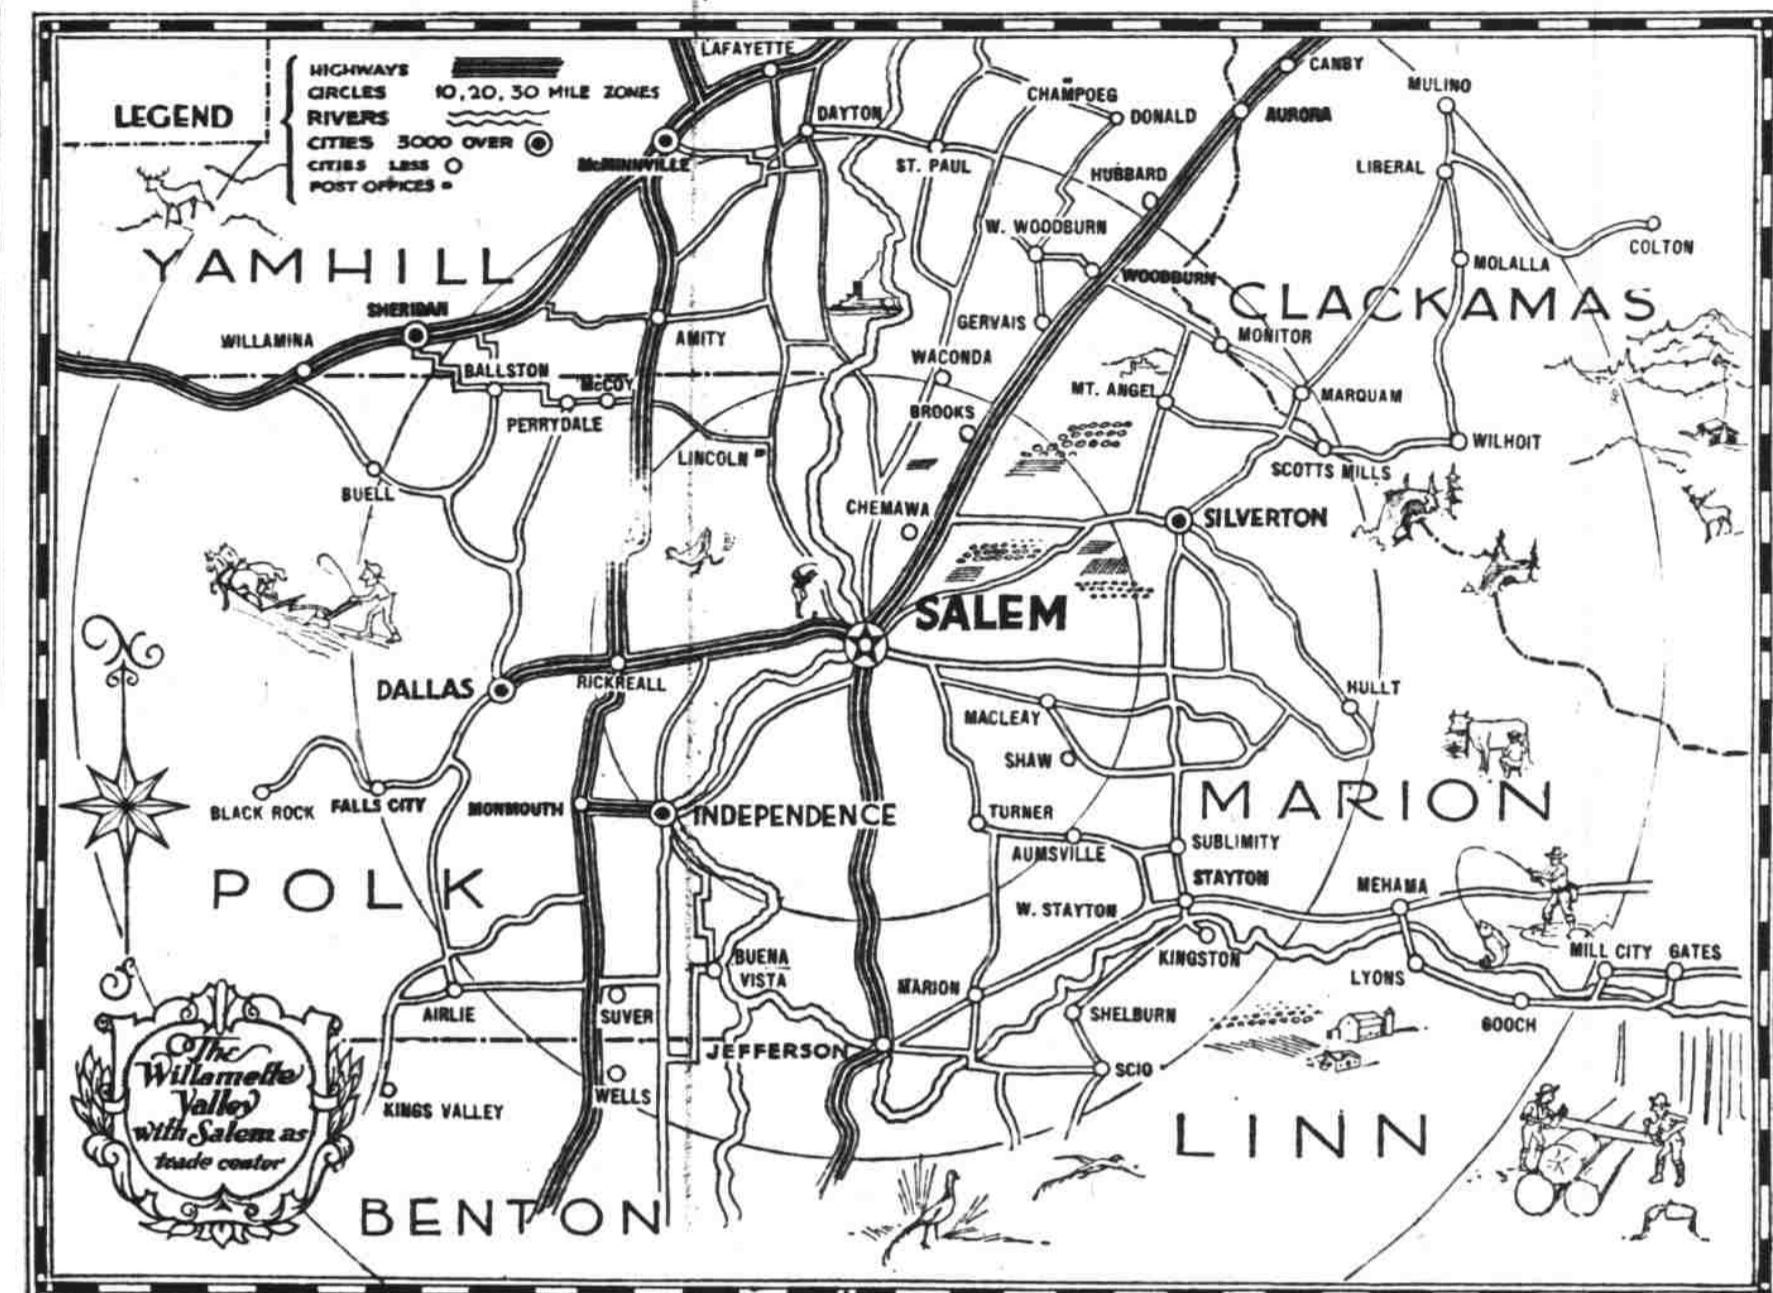 LEGEND
HIGHWAYS
CIRCLES 10, 20, 30 MILE ZONES
RIVERS
CITIES 3000 OVER
CITIES LESS
POST OFFICES
LAFAYETTE
CANBY
MULINO
CHAMPOEG
DAYTON
DONALD
AURORA
McMINNVILLE
ST. PAUL
HUBBARD
LIBERAL
W. WOODBURN
COLTON
YAMHILL
WOODBURN
MOLALLA
CLACKAMAS
SHERIDAN
GERVAIS
MONITOR
WILLAMINA
AMITY
WACONDA
BALLSTON
McCOY
MT. ANGEL
MARQUAM
PERRYDALE
BROOKS
WILHOIT
LINCOLN
SCOTTS MILLS
BUELL
CHEMAWA
SILVERTON
SALEM
DALLAS
RICKREALL
HULLT
MACLEAY
SHAW
BLACK ROCK
FALLS CITY
MONMOUTH
INDEPENDENCE
TURNER
MARION
AUMSVILLE
SUBLIMITY
POLK
STAYTON
MEHAMA
W. STAYTON
BUENA
VISTA
KINGSTON
MILL CITY
GATES
LYONS
MARION
AIRLIE
SUVER
SHELBURN
GOOCH
JEFFERSON
SCIO
WELLS
KINGS VALLEY
The
Willamette
Valley
with Salem as
trade center
LINN
BENTON